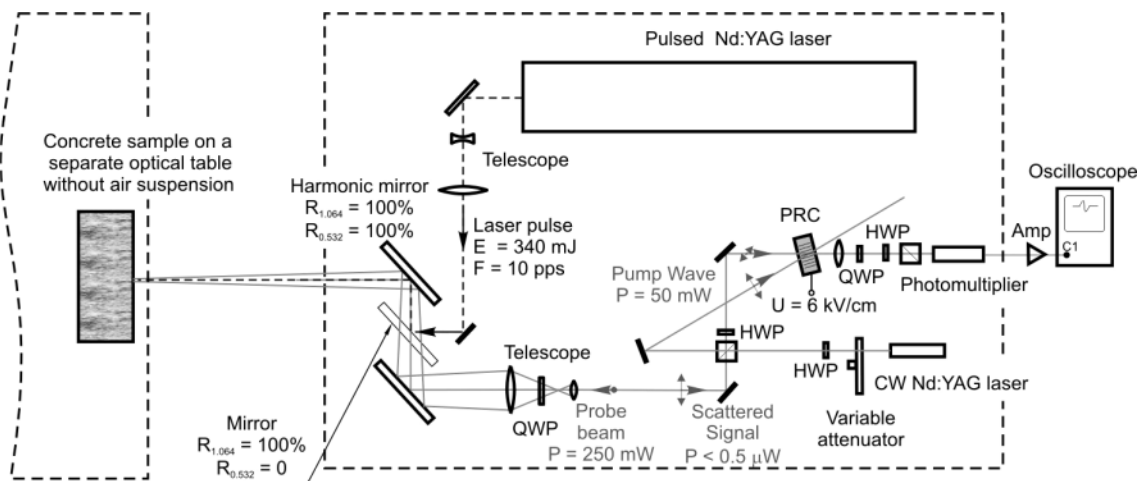 Pulsed Nd:YAG laser
Concrete sample on a
separate optical table
without air suspension
Telescope
Harmonic mirror
R1.064 = 100%
R0.532 = 100%
Laser pulse
E = 340 mJ
F = 10 pps
Oscilloscope
C1
Amp
PRC
HWP
QWP
Photomultiplier
Pump Wave
P = 50 mW
U = 6 kV/cm
HWP
HWP
CW Nd:YAG laser
Variable
attenuator
Telescope
QWP
Probe
beam
P = 250 mW
Scattered
Signal
P < 0.5 μW
Mirror
R1.064 = 100%
R0.532 = 0